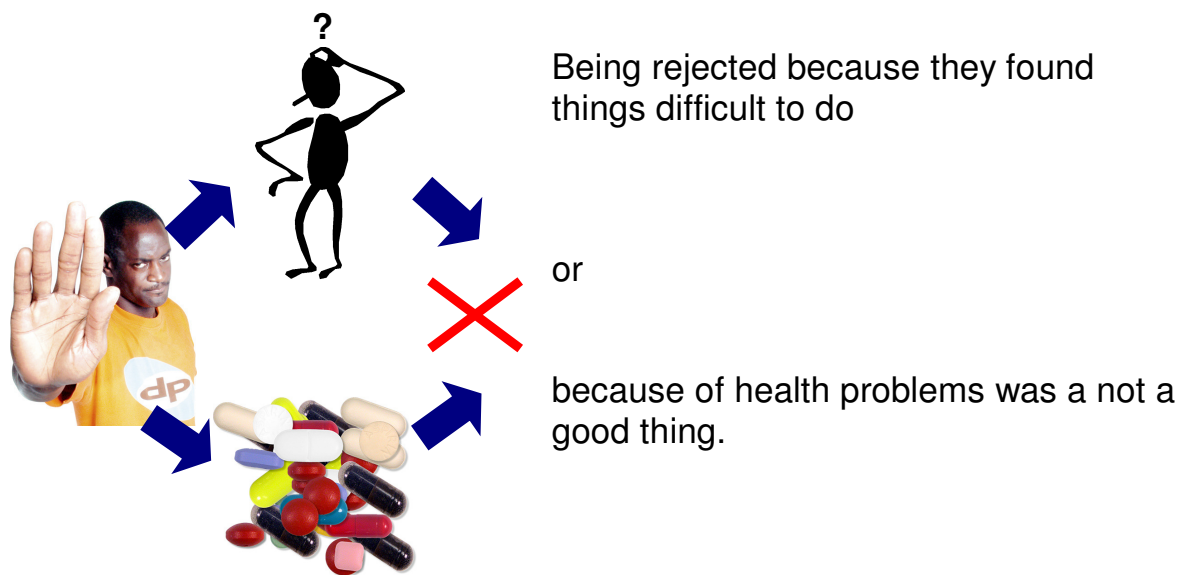 ?
Being rejected because they found
things difficult to do
or
because of health problems was a not a
good thing.
dp